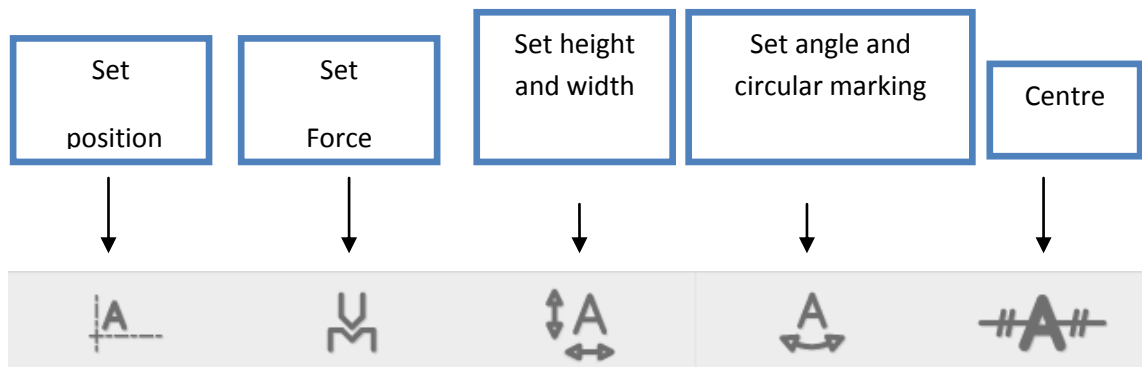 Set
position
Set
Force
Set height
and width
Set angle and
circular marking
Centre
A
A
A
A